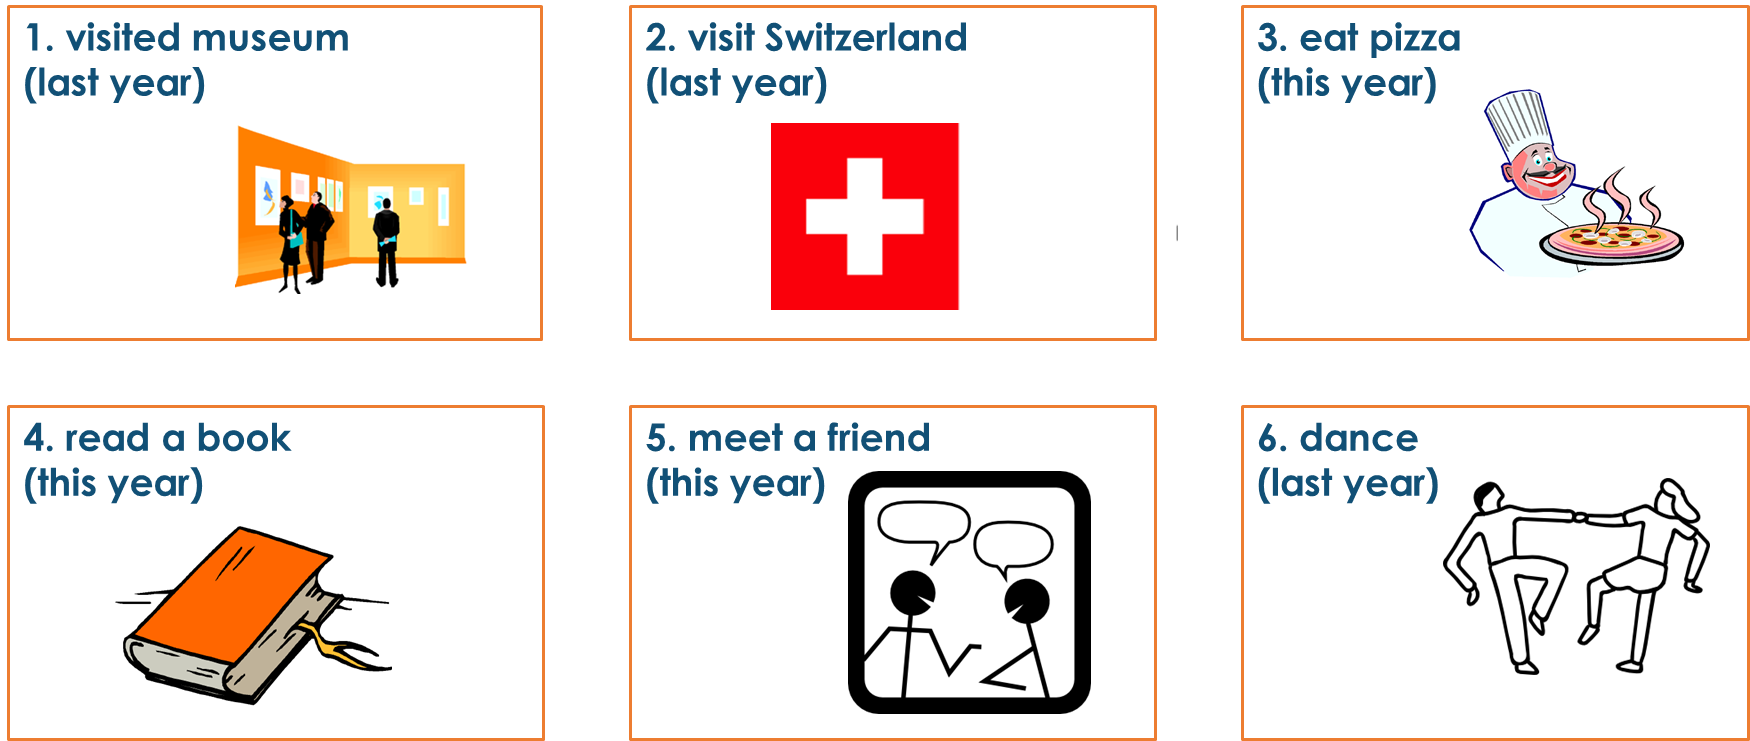 1. visited museum
(last year)
2. visit Switzerland
(last year)
3. eat pizza
(this year)
4. read a book
(this year)
5. meet a friend
(this year)
6. dance
(last year)